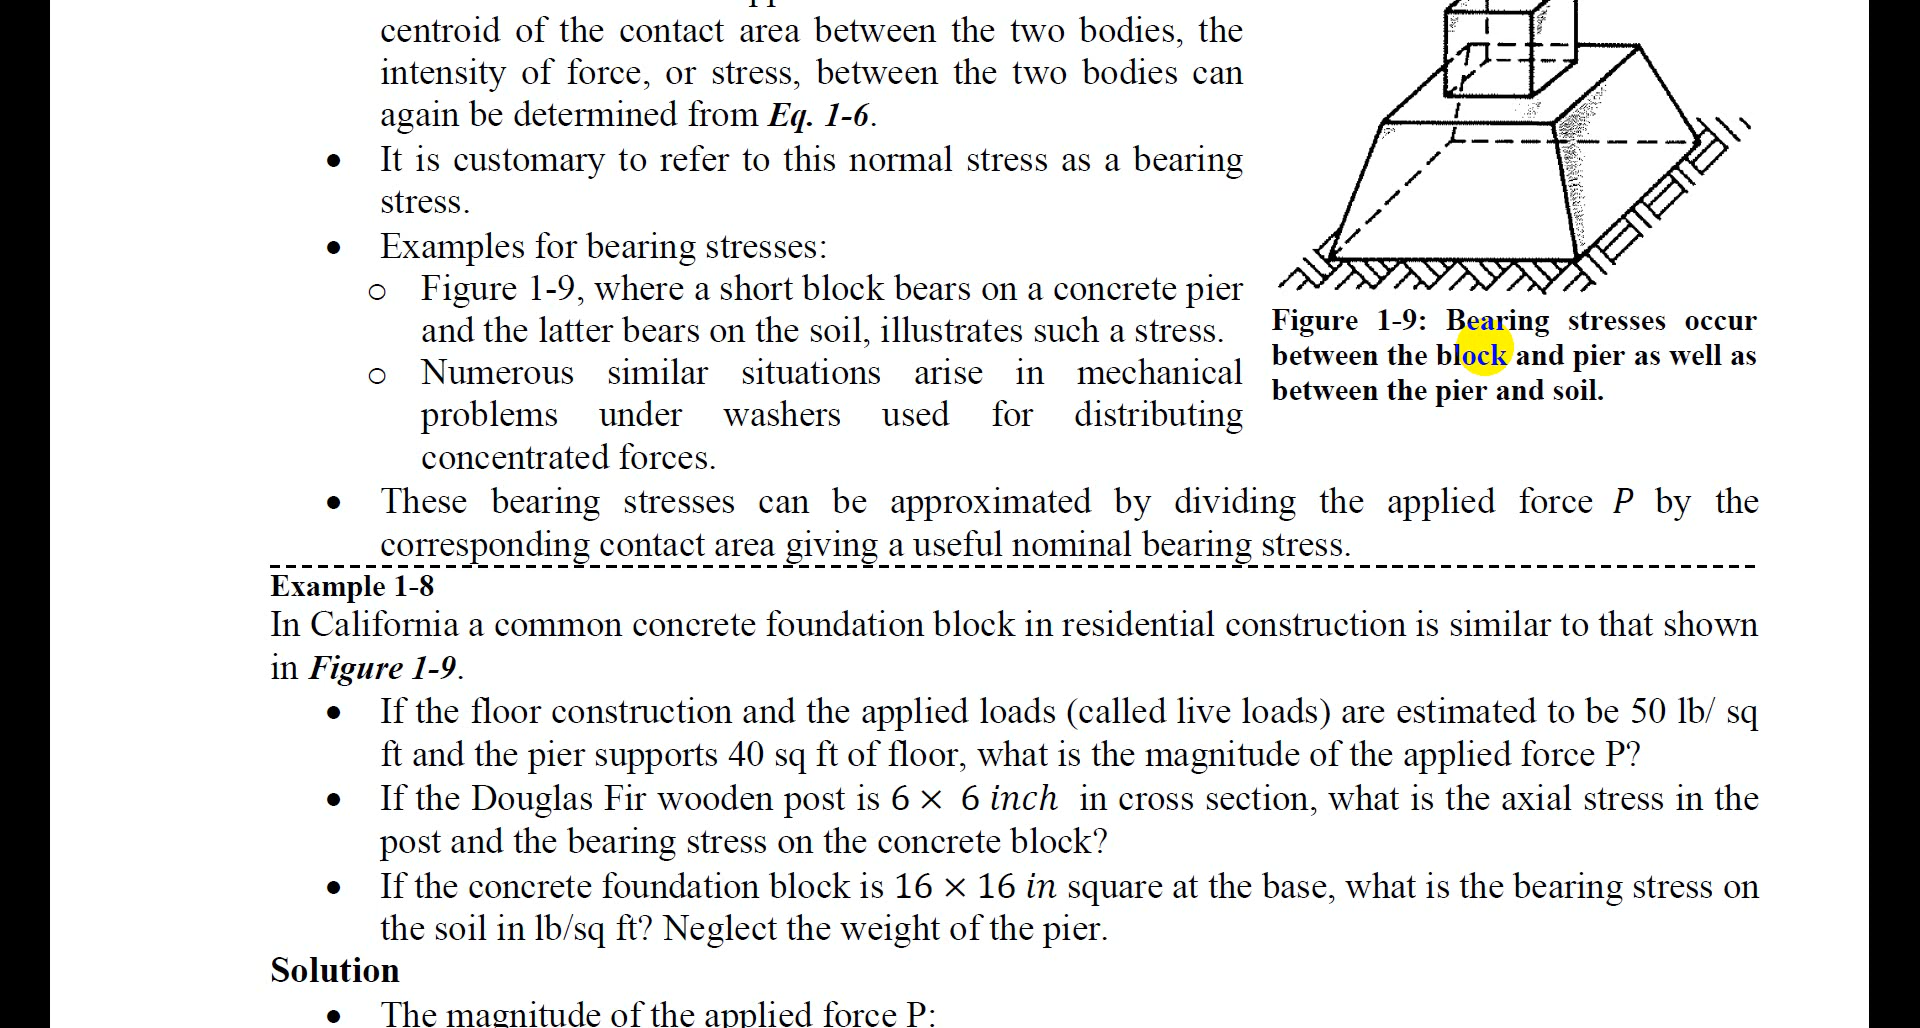 centroid of the contact area between the two bodies, the
intensity of force, or stress, between the two bodies can
again be determined from Eq. 1-6.
• It is customary to refer to this normal stress as a bearing
stress.
• Examples for bearing stresses:
o Figure 1-9, where a short block bears on a concrete pier
and the latter bears on the soil, illustrates such a stress.
o Numerous similar situations arise in mechanical
problems under washers used for distributing
concentrated forces.
Figure 1-9: Bearing stresses occur
between the block and pier as well as
between the pier and soil.
• These bearing stresses can be approximated by dividing the applied force P by the
corresponding contact area giving a useful nominal bearing stress.
Example 1-8
In California a common concrete foundation block in residential construction is similar to that shown
in Figure 1-9.
• If the floor construction and the applied loads (called live loads) are estimated to be 50 lb/ sq
ft and the pier supports 40 sq ft of floor, what is the magnitude of the applied force P?
• If the Douglas Fir wooden post is 6 × 6 inch in cross section, what is the axial stress in the
post and the bearing stress on the concrete block?
• If the concrete foundation block is 16 × 16 in square at the base, what is the bearing stress on
the soil in lb/sq ft? Neglect the weight of the pier.
Solution
• The magnitude of the applied force P: